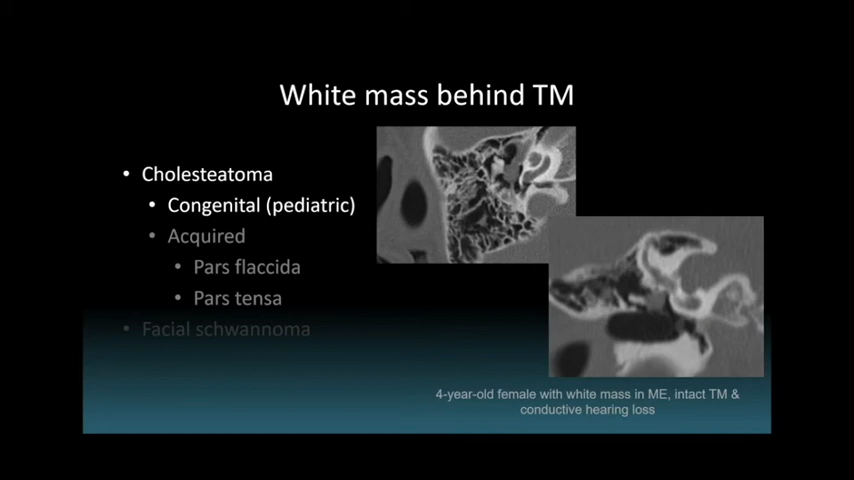 White mass behind TM
• Cholesteatoma
• Congenital (pediatric)
• Acquired
• Pars flaccida
• Pars tensa
• Facial schwannoma
4-year-old female with white mass in ME, intact TM &
conductive hearing loss